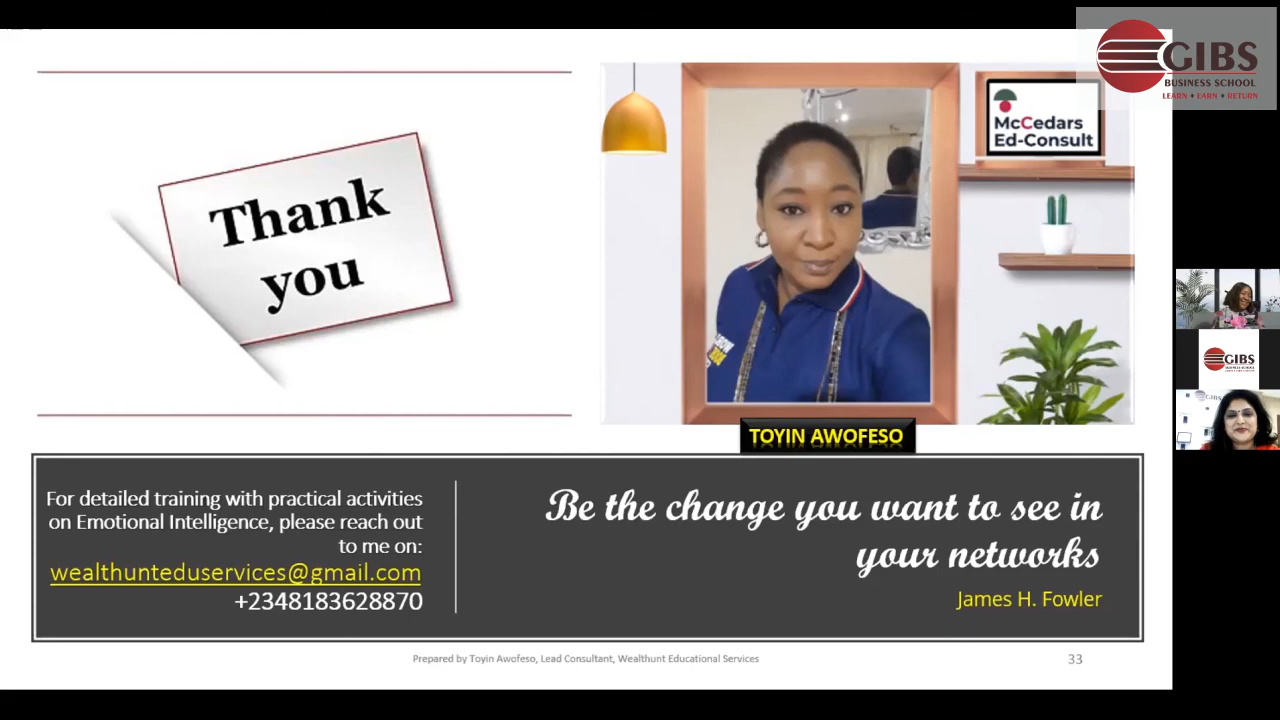 GIBS
BUSINESS SCHOOL
LEARN • EARN • RETURN
McCedars
Ed-Consult
Thank
you
TOYIN AWOFESO
For detailed training with practical activities
on Emotional Intelligence, please reach out
to me on:
wealthunteduservices@gmail.com
+2348183628870
Be the change you want to see in
your networks
James H. Fowler
Prepared by Toyin Awofeso, Lead Consultant, Wealthunt Educational Services
33
GIBS
GIBS